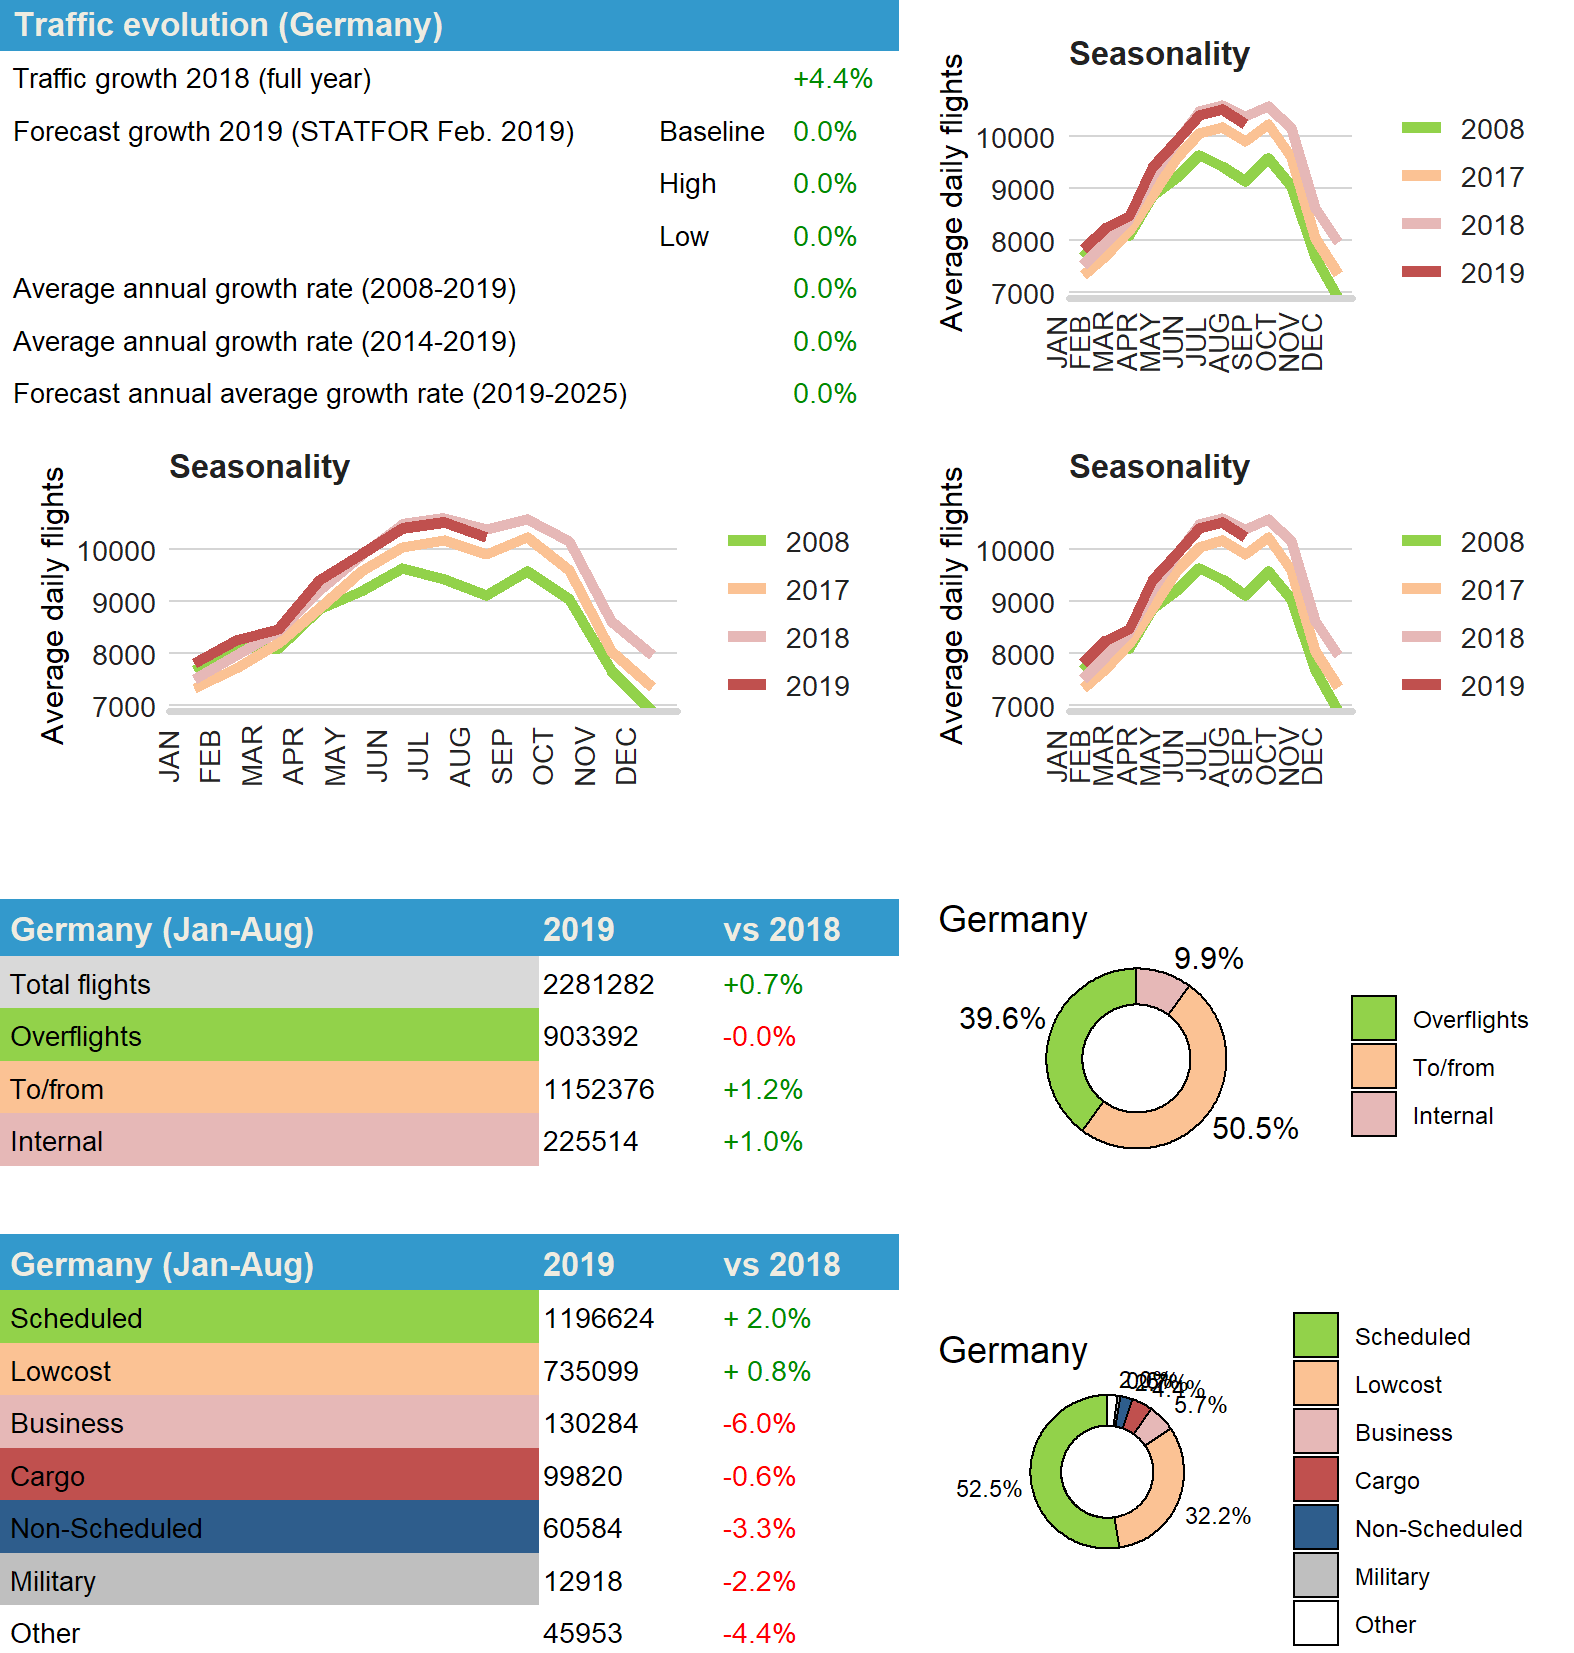 Traffic evolution (Germany)
Traffic growth 2018 (full year) +4.4%
Forecast growth 2019 (STATFOR Feb. 2019) Baseline 0.0%
High 0.0%
Low 0.0%
Average annual growth rate (2008-2019) 0.0%
Average annual growth rate (2014-2019) 0.0%
Forecast annual average growth rate (2019-2025) 0.0%
Seasonality
Average daily flights
10000
9000
8000
7000
JAN
FEB
MAR
APR
MAY
JUN
JUL
AUG
SEP
OCT
NOV
DEC
2008
2017
2018
2019
Seasonality
Average daily flights
10000
9000
8000
7000
JAN
FEB
MAR
APR
MAY
JUN
JUL
AUG
SEP
OCT
NOV
DEC
2008
2017
2018
2019
Seasonality
Average daily flights
10000
9000
8000
7000
JAN
FEB
MAR
APR
MAY
JUN
JUL
AUG
SEP
OCT
NOV
DEC
2008
2017
2018
2019
Germany (Jan-Aug) 2019 vs 2018
Total flights 2281282 +0.7%
Overflights 903392 -0.0%
To/from 1152376 +1.2%
Internal 225514 +1.0%
Germany
9.9%
39.6%
50.5%
Overflights
To/from
Internal
Germany (Jan-Aug) 2019 vs 2018
Scheduled 1196624 + 2.0%
Lowcost 735099 + 0.8%
Business 130284 -6.0%
Cargo 99820 -0.6%
Non-Scheduled 60584 -3.3%
Military 12918 -2.2%
Other 45953 -4.4%
Germany
4.4%
5.7%
52.5%
32.2%
Scheduled
Lowcost
Business
Cargo
Non-Scheduled
Military
Other